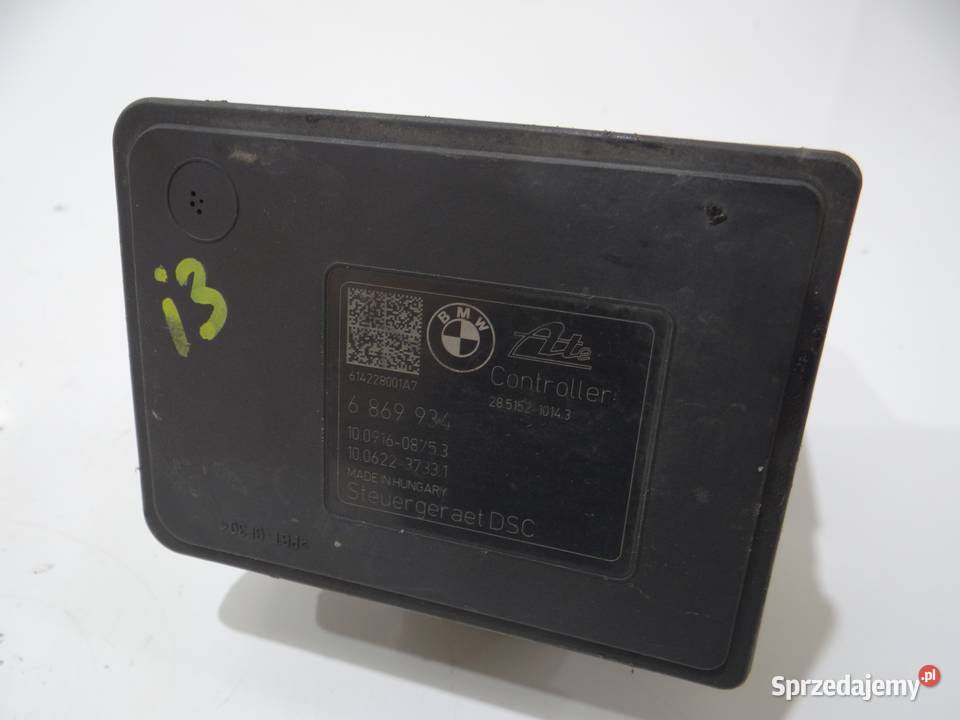 i3
BMW
Ate
614228001A7
Controller:
28.5152-1014.3
6 869 934
10.0916-0875.3
10.0622-3733.1
MADE IN HUNGARY
Steuergeraet DSC
Sprzedajemy.pl